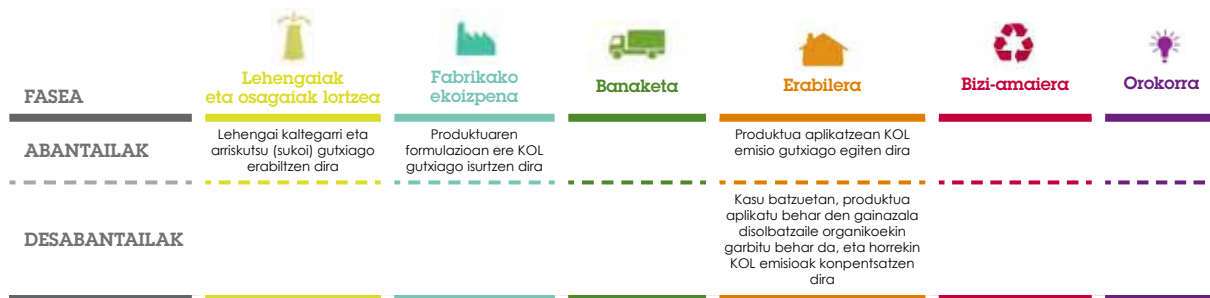 FASEA
Lehengaiak
eta osagaiak lortzea
Fabrikako
ekoizpena
Banaketa
Erabilera
Bizi-amaiera
Orokorra
ABANTAILAK
Lehengai kaltegarri eta
arriskutsu (sukoi) gutxiago
erabiltzen dira
Produktuaren
formulazioan ere KOL
gutxiago isurtzen dira
Produktua aplikatzean KOL
emisio gutxiago egiten dira
DESABANTAILAK
Kasu batzuetan, produktua
aplikatu behar den gainazala
disolbatzaile organikoekin
garbitu behar da, eta horrekin
KOL emisioak konpentsatzen
dira